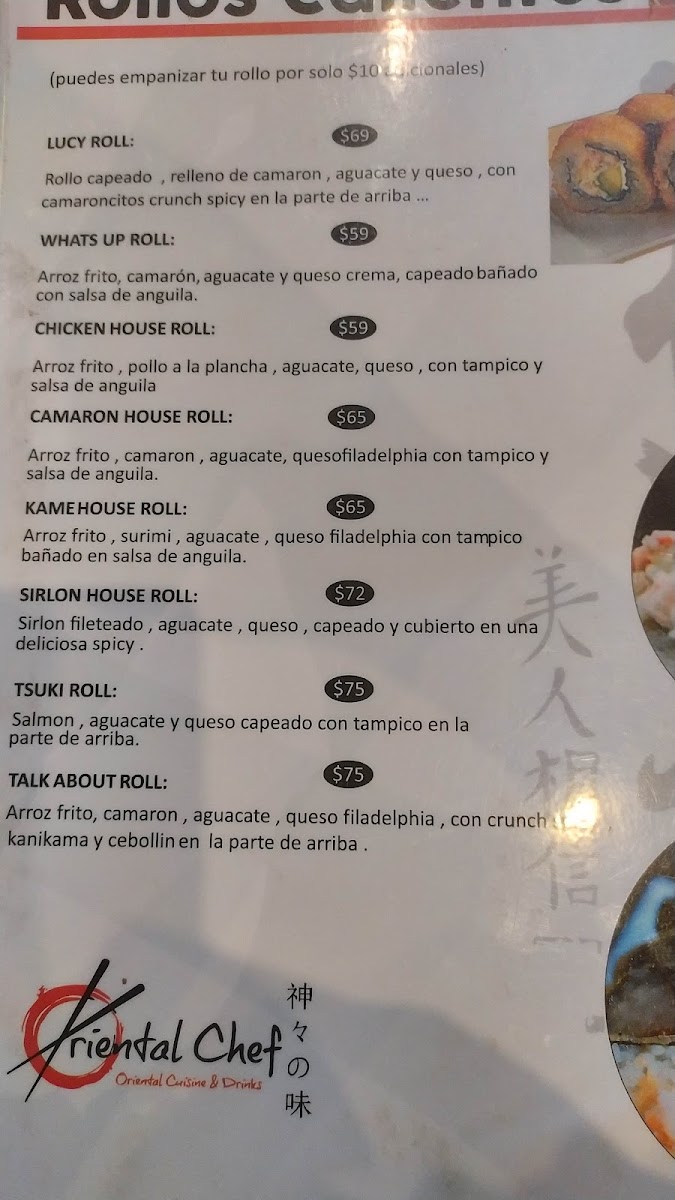 Rollos Calientes
(puedes empanizar tu rollo por solo $10 adicionales)
LUCY ROLL: $69
Rollo capeado , relleno de camaron , aguacate y queso , con
camaroncitos crunch spicy en la parte de arriba ...
WHATS UP ROLL: $59
Arroz frito, camarón, aguacate y queso crema, capeado bañado
con salsa de anguila.
CHICKEN HOUSE ROLL: $59
Arroz frito , pollo a la plancha , aguacate, queso , con tampico y
salsa de anguila
CAMARON HOUSE ROLL: $65
Arroz frito , camaron , aguacate, quesofiladelphia con tampico y
salsa de anguila.
KAME HOUSE ROLL: $65
Arroz frito , surimi , aguacate , queso filadelphia con tampico
bañado en salsa de anguila.
SIRLON HOUSE ROLL: $72
Sirlon fileteado , aguacate , queso , capeado y cubierto en una
deliciosa spicy .
TSUKI ROLL: $75
Salmon , aguacate y queso capeado con tampico en la
parte de arriba.
TALK ABOUT ROLL: $75
Arroz frito, camaron , aguacate , queso filadelphia , con crunch
kanikama y cebollin en la parte de arriba .
美人想信
Oriental Chef
Oriental Cuisine & Drinks
神々の味